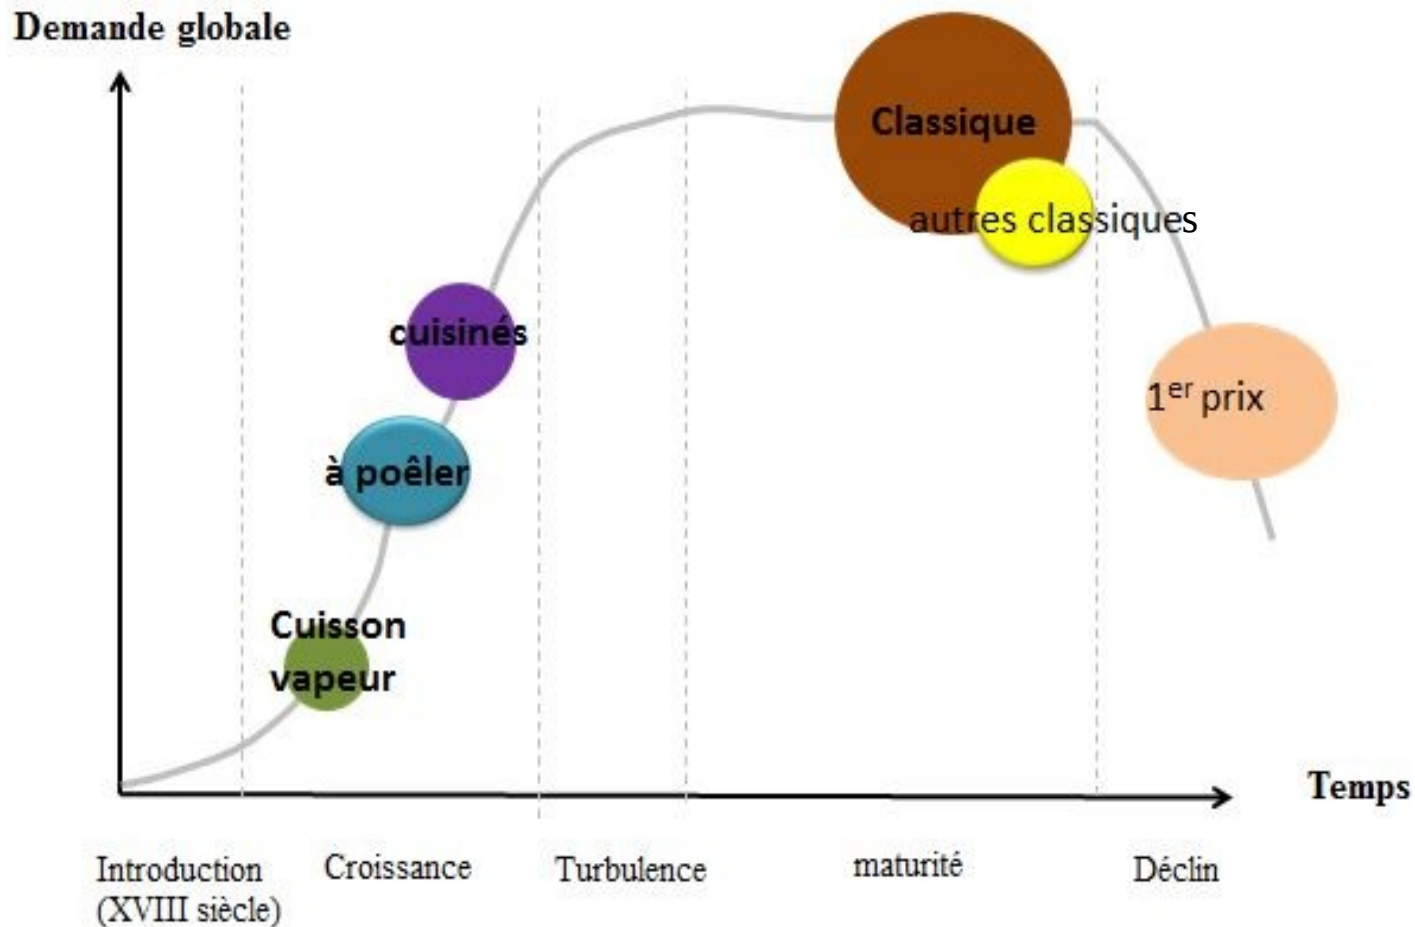 Demande globale
Classique
autres classiques
cuisinés
1er prix
à poêler
Cuisson
vapeur
Temps
Introduction
(XVIII siècle)
Croissance
Turbulence
maturité
Déclin